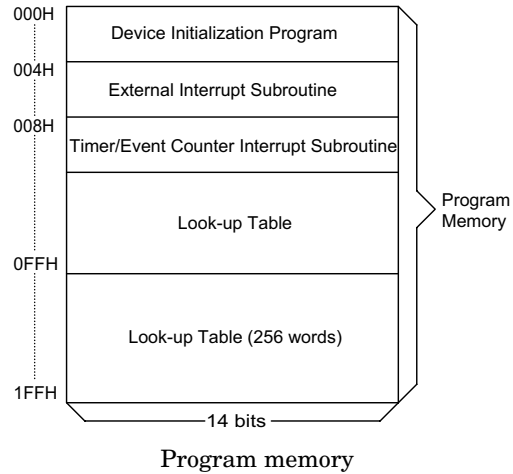 000H
Device Initialization Program
004H
External Interrupt Subroutine
008H
Timer/Event Counter Interrupt Subroutine
Program
Memory
Look-up Table
0FFH
Look-up Table (256 words)
1FFH
14 bits
Program memory